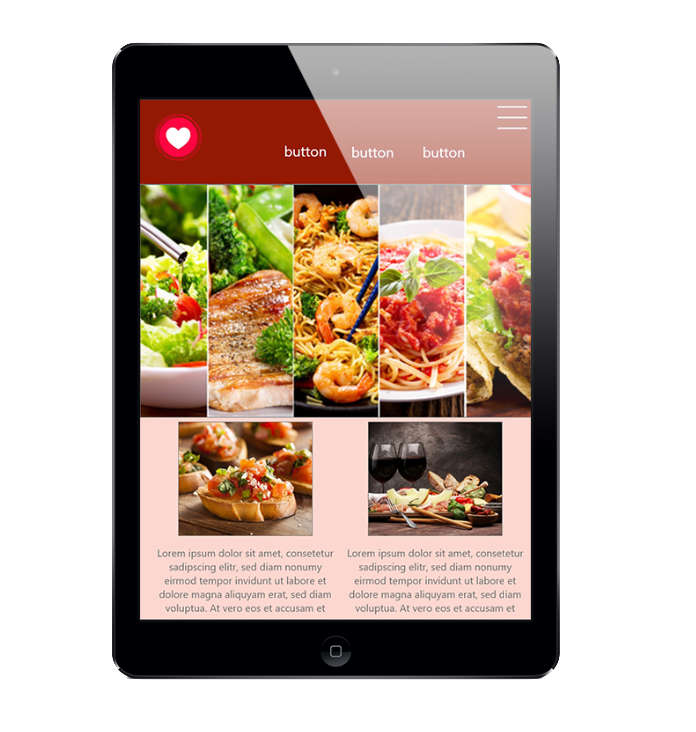 button button button
Lorem ipsum dolor sit amet, consetetur
sadipscing elitr, sed diam nonumy
eirmod tempor invidunt ut labore et
dolore magna aliquyam erat, sed diam
voluptua. At vero eos et accusam et
Lorem ipsum dolor sit amet, consetetur
sadipscing elitr, sed diam nonumy
eirmod tempor invidunt ut labore et
dolore magna aliquyam erat, sed diam
voluptua. At vero eos et accusam et